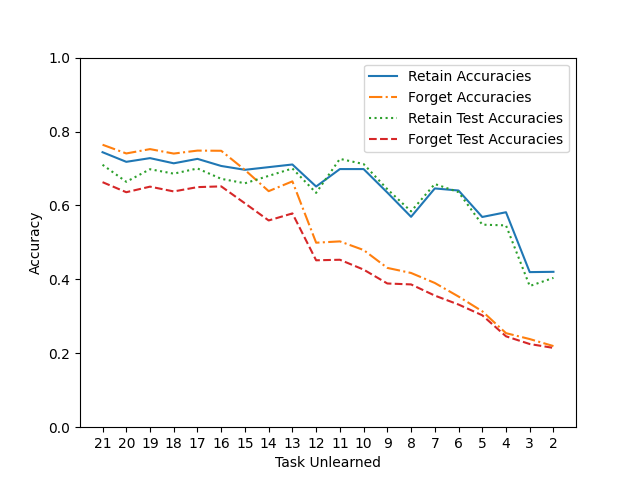 1.0
0.8
0.6
0.4
0.2
0.0
Accuracy
Retain Accuracies
Forget Accuracies
Retain Test Accuracies
Forget Test Accuracies
21 20 19 18 17 16 15 14 13 12 11 10 9 8 7 6 5 4 3 2
Task Unlearned